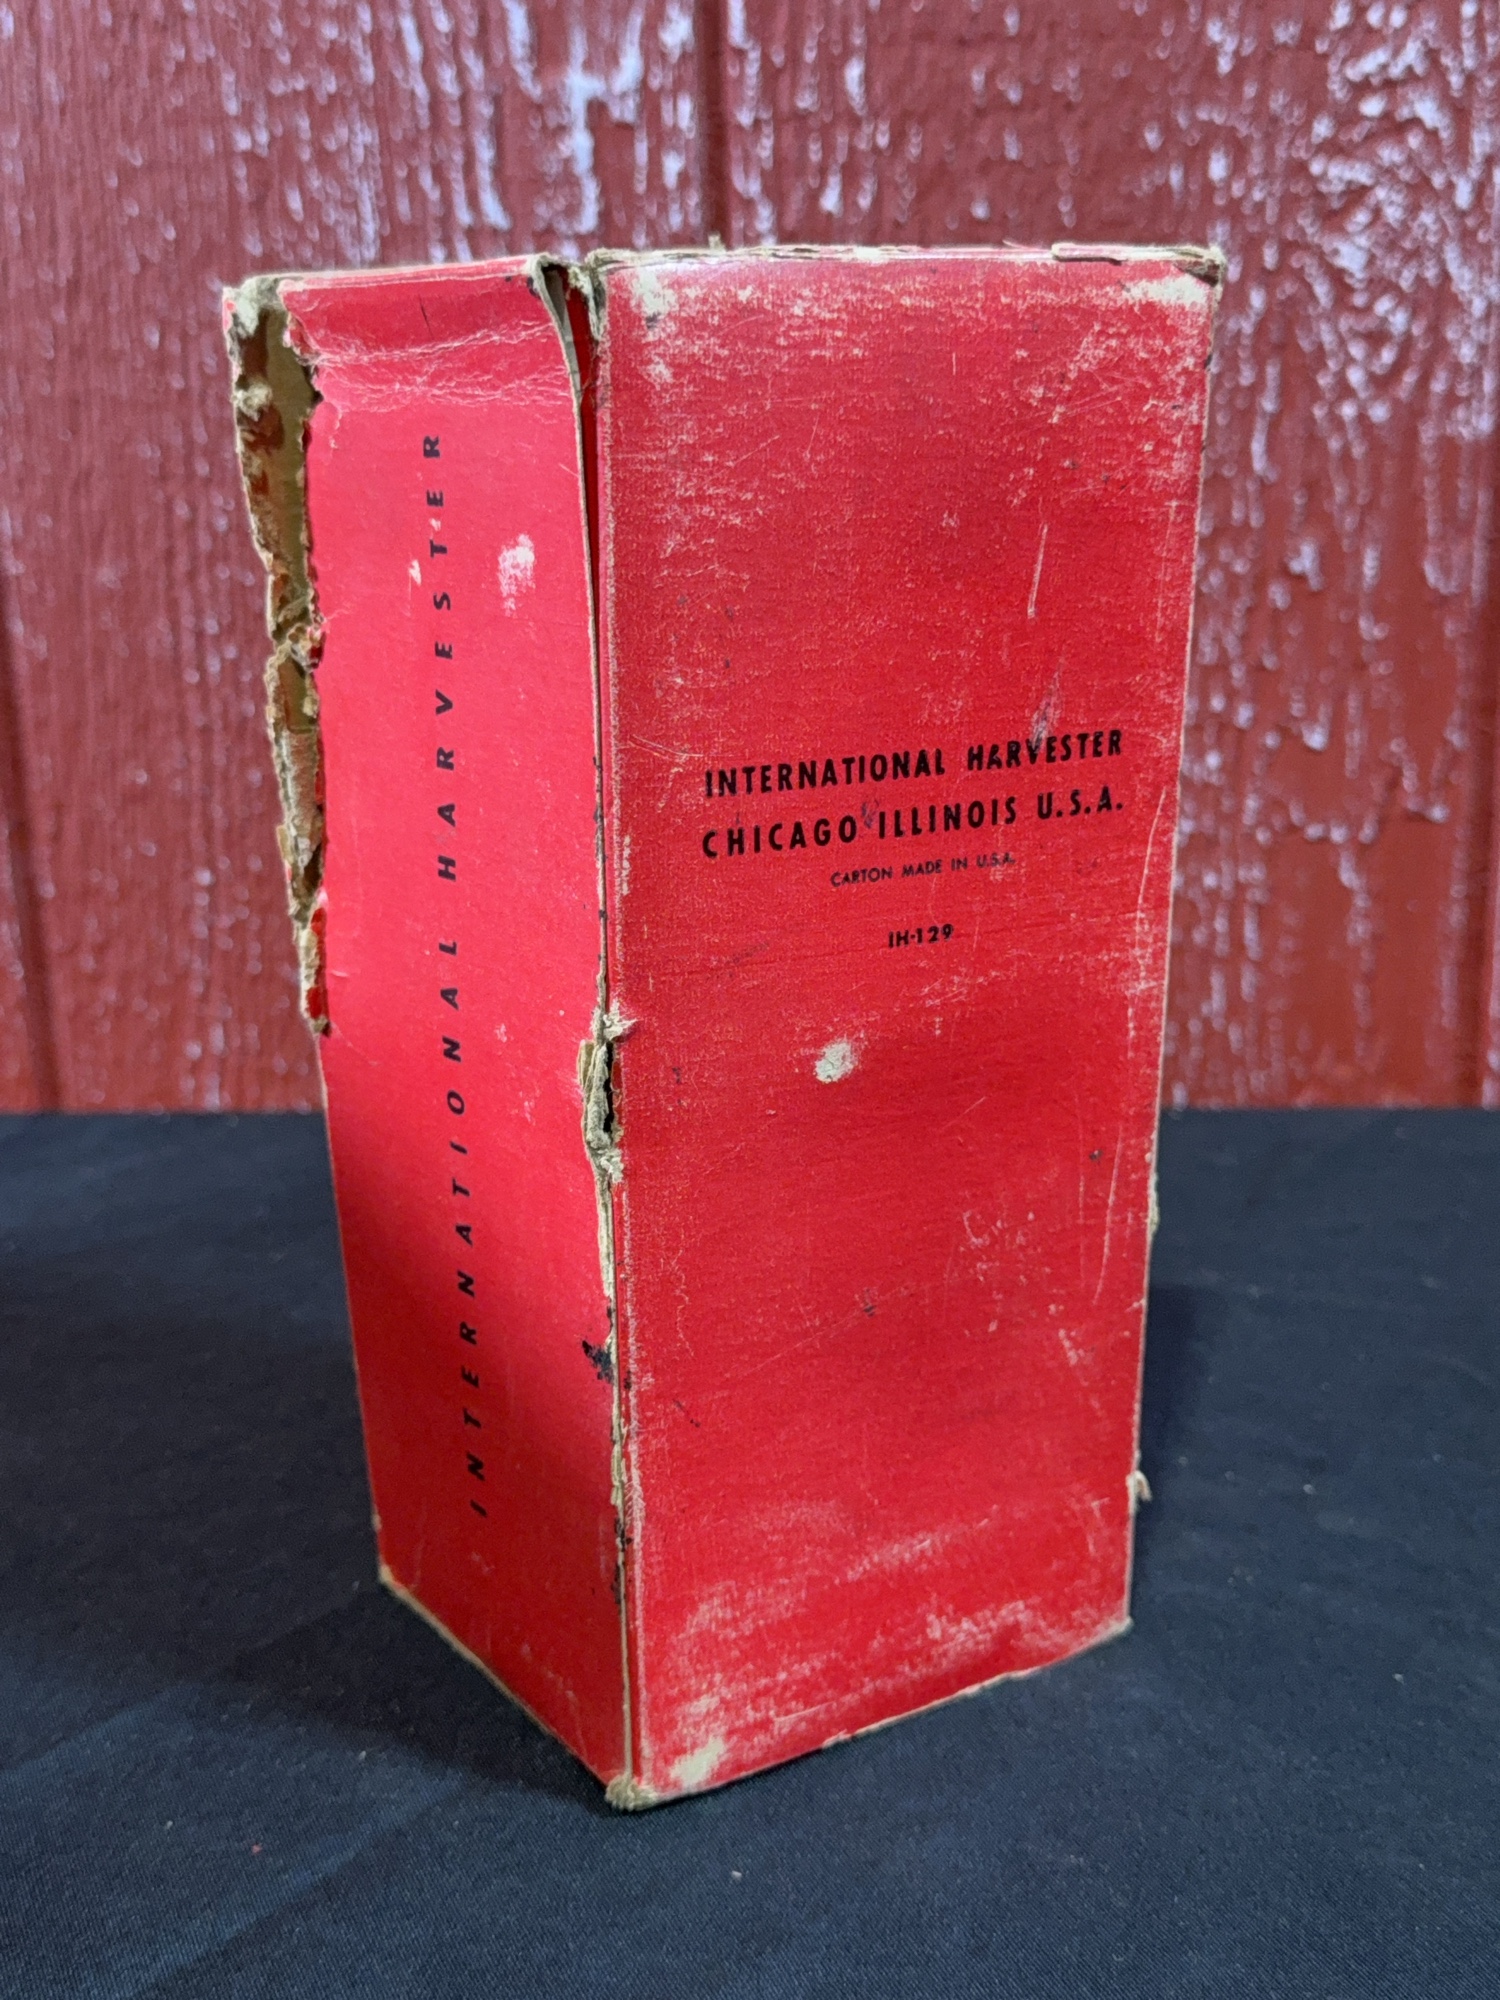 INTERNATIONAL HARVESTER
INTERNATIONAL HARVESTER
CHICAGO ILLINOIS U.S.A.
CARTON MADE IN U.S.A.
IH-129